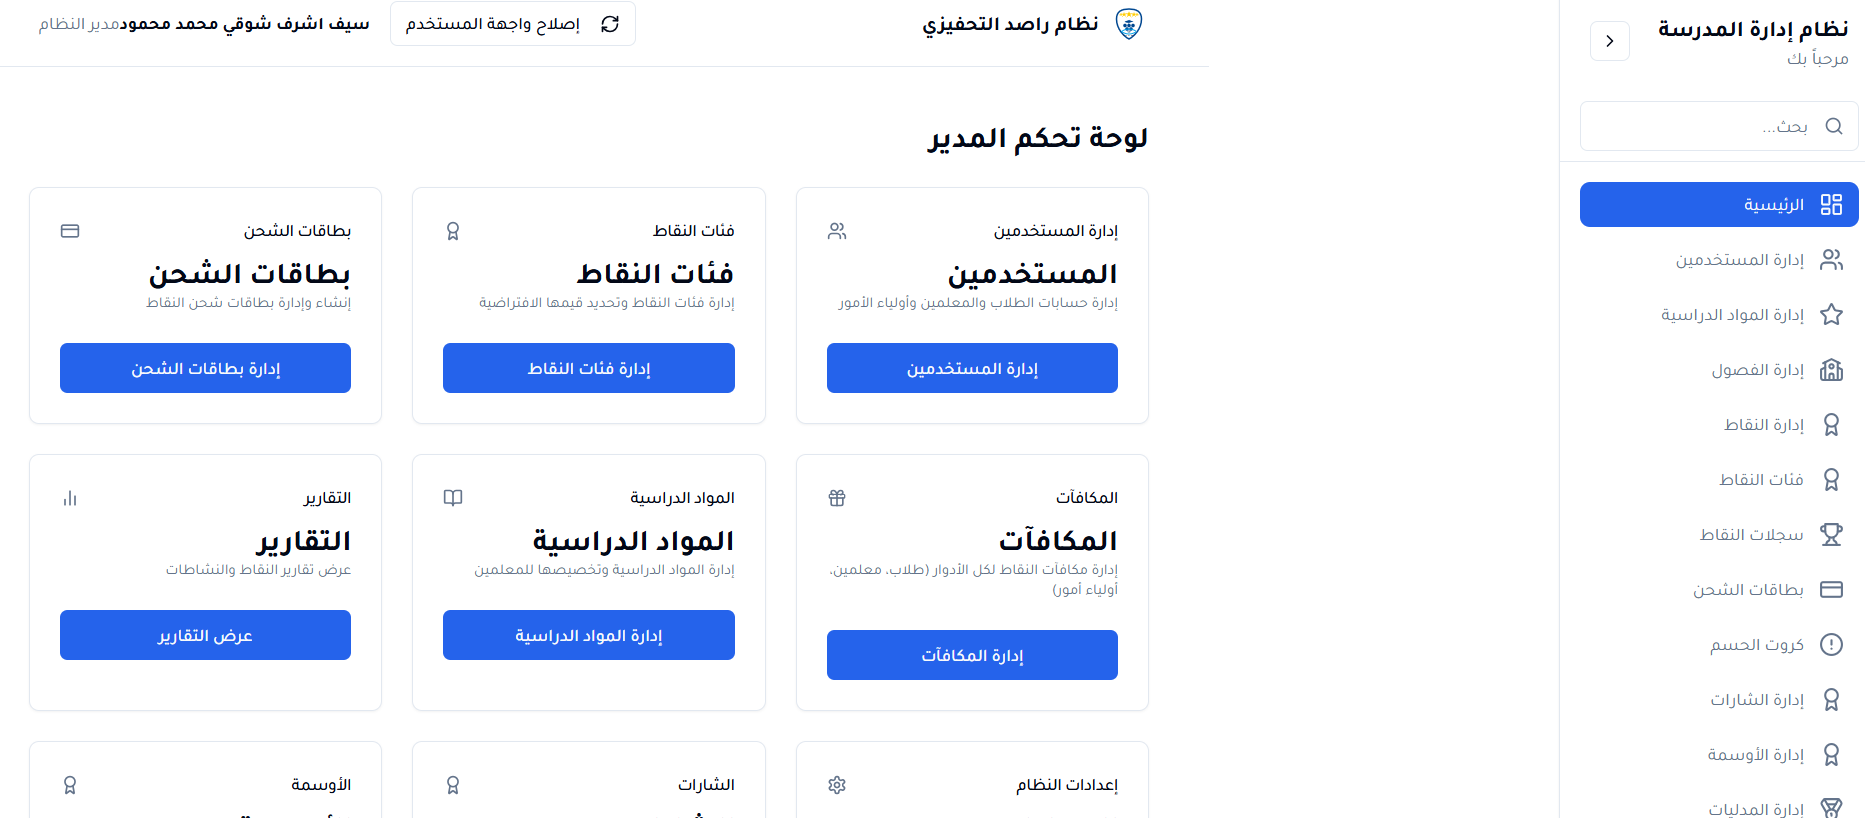 نظام إدارة المدرسة
مرحباً بك
بحث...
الرئيسية
إدارة المستخدمين
إدارة المواد الدراسية
إدارة الفصول
إدارة النقاط
فئات النقاط
سجلات النقاط
بطاقات الشحن
كروت الحسم
إدارة الشارات
إدارة الأوسمة
إدارة المدليات
نظام راصد التحفيزي
إصلاح واجهة المستخدم
سيف اشرف شوقي محمد محمود
مدير النظام
لوحة تحكم المدير
إدارة المستخدمين
المستخدمين
إدارة حسابات الطلاب والمعلمين وأولياء الأمور
إدارة المستخدمين
فئات النقاط
فئات النقاط
إدارة فئات النقاط وتحديد قيمها الافتراضية
إدارة فئات النقاط
بطاقات الشحن
بطاقات الشحن
إنشاء وإدارة بطاقات شحن النقاط
إدارة بطاقات الشحن
المكافآت
المكافآت
إدارة مكافآت النقاط لكل الأدوار (طلاب، معلمين،
أولياء أمور)
إدارة المكافآت
المواد الدراسية
المواد الدراسية
إدارة المواد الدراسية وتخصيصها للمعلمين
إدارة المواد الدراسية
التقارير
التقارير
عرض تقارير النقاط والنشاطات
عرض التقارير
إعدادات النظام
الشارات
الأوسمة